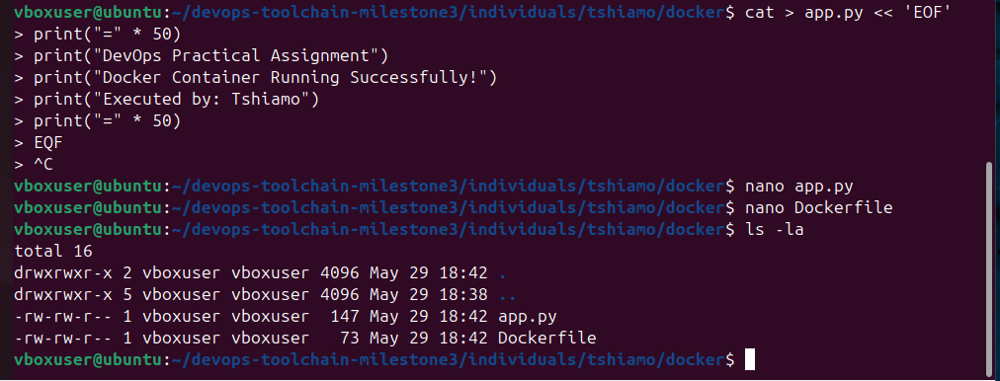 vboxuser@ubuntu:~/devops-toolchain-milestone3/individuals/tshiamo/docker$ cat > app.py << 'EOF'
> print("=" * 50)
> print("DevOps Practical Assignment")
> print("Docker Container Running Successfully!")
> print("Executed by: Tshiamo")
> print("=" * 50)
> EQF
> ^C
vboxuser@ubuntu:~/devops-toolchain-milestone3/individuals/tshiamo/docker$ nano app.py
vboxuser@ubuntu:~/devops-toolchain-milestone3/individuals/tshiamo/docker$ nano Dockerfile
vboxuser@ubuntu:~/devops-toolchain-milestone3/individuals/tshiamo/docker$ ls -la
total 16
drwxrwxr-x 2 vboxuser vboxuser 4096 May 29 18:42 .
drwxrwxr-x 5 vboxuser vboxuser 4096 May 29 18:38 ..
-rw-rw-r-- 1 vboxuser vboxuser  147 May 29 18:42 app.py
-rw-rw-r-- 1 vboxuser vboxuser   73 May 29 18:42 Dockerfile
vboxuser@ubuntu:~/devops-toolchain-milestone3/individuals/tshiamo/docker$